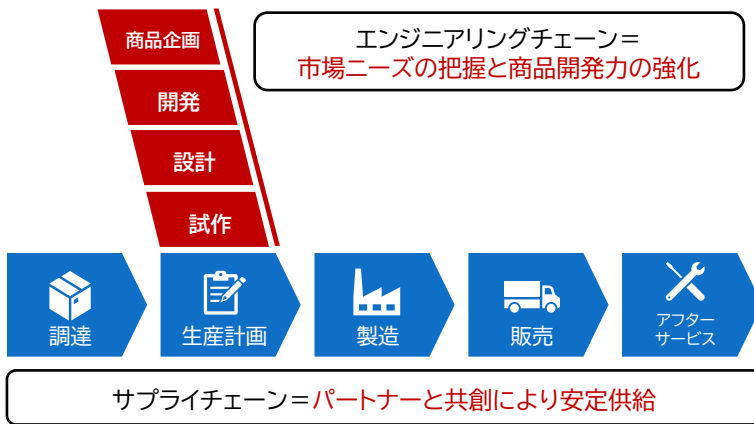 商品企画
エンジニアリングチェーン＝
市場ニーズの把握と商品開発力の強化
開発
設計
試作
調達
生産計画
製造
販売
アフター
サービス
サプライチェーン＝パートナーと共創により安定供給